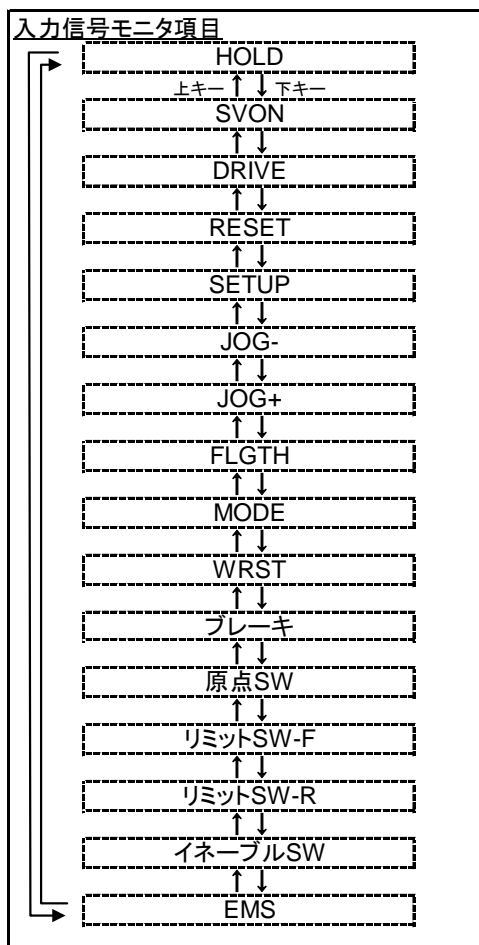 入力信号モニタ項目
HOLD
上キー 下キー
SVON
DRIVE
RESET
SETUP
JOG-
JOG+
FLGTH
MODE
WRST
ブレーキ
原点SW
リミットSW-F
リミットSW-R
イネーブルSW
EMS